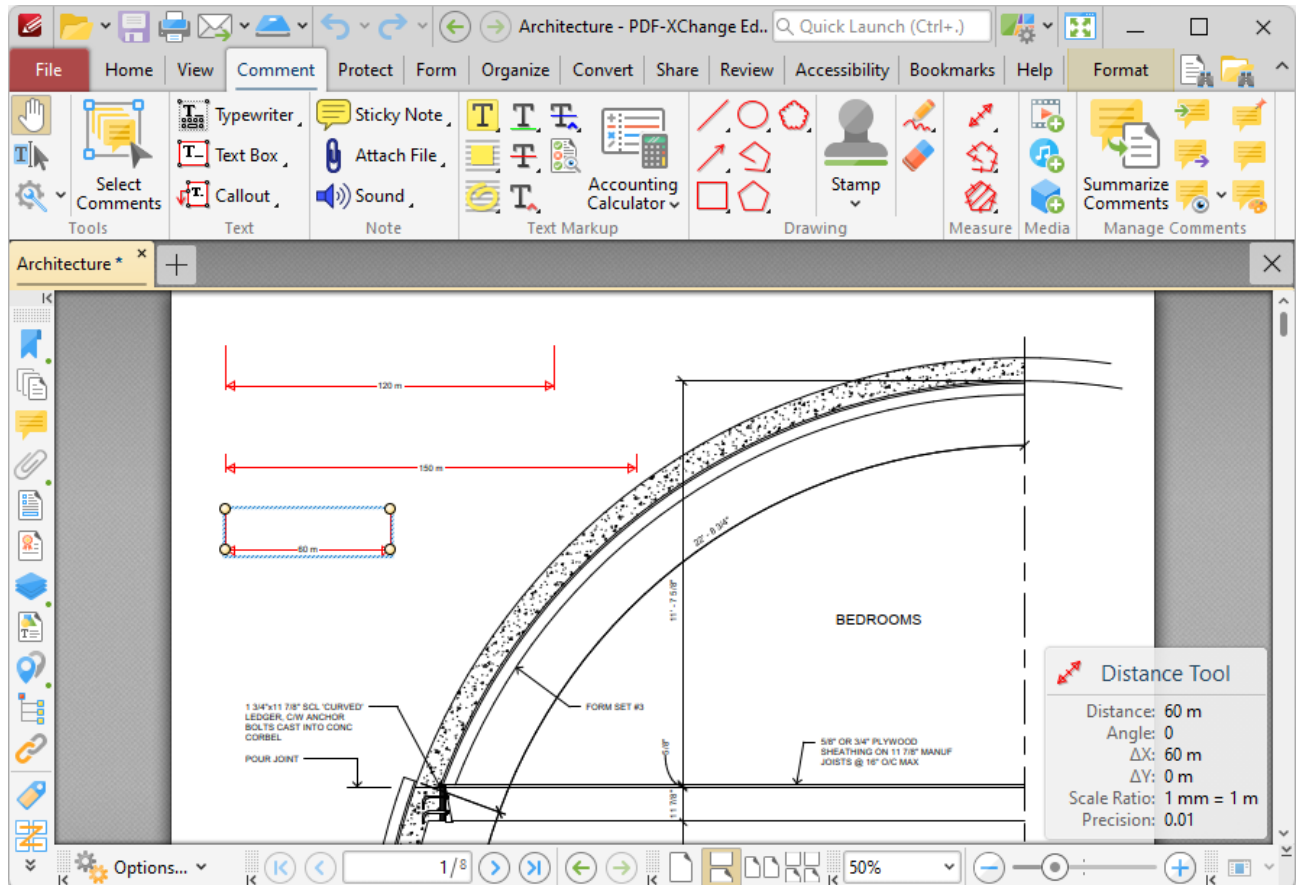 Architecture - PDF-XChange Ed..
Quick Launch (Ctrl+.)
File
Home
View
Comment
Protect
Form
Organize
Convert
Share
Review
Accessibility
Bookmarks
Help
Format
Select
Comments
Tools
Typewriter
Text Box
Callout
Text
Sticky Note
Attach File
Sound
Note
Accounting
Calculator
Text Markup
Stamp
Drawing
Measure
Media
Summarize
Comments
Manage Comments
Architecture *
120 m
150 m
60 m
22' - 8 3/4"
11' - 7 5/8"
BEDROOMS
1 3/4"x11 7/8" SCL 'CURVED'
LEDGER, C/W ANCHOR
BOLTS CAST INTO CONC
CORBEL
POUR JOINT
FORM SET #3
5/8"
11 7/8"
5/8" OR 3/4" PLYWOOD
SHEATHING ON 11 7/8" MANUF
JOISTS @ 16" O/C MAX
Distance Tool
Distance: 60 m
Angle: 0
ΔX: 60 m
ΔY: 0 m
Scale Ratio: 1 mm = 1 m
Precision: 0.01
Options...
1/8
50%